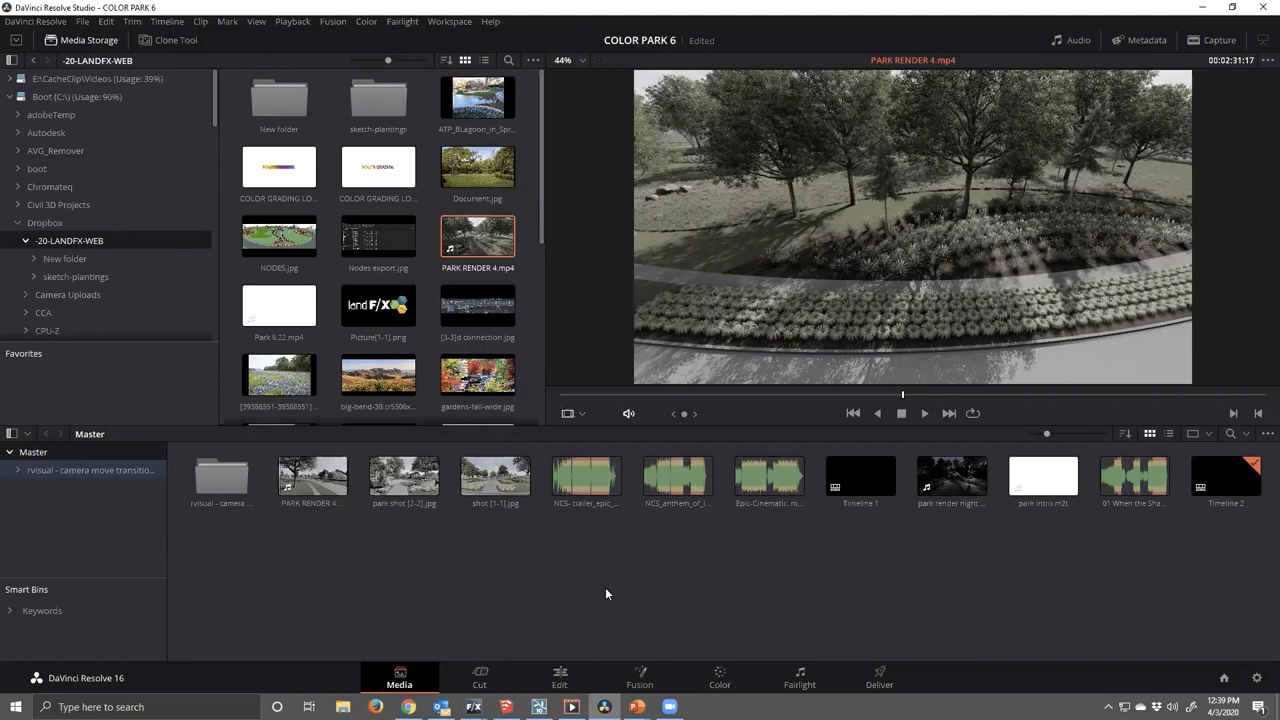 DaVinci Resolve Studio - COLOR PARK 6
DaVinci Resolve File Edit Trim Timeline Clip Mark View Playback Fusion Color Fairlight Workspace Help
Media Storage Clone Tool COLOR PARK 6 Edited Audio Metadata Capture
-20-LANDFX-WEB 44% PARK RENDER 4.mp4 00:02:31:17
E:\CacheClip\Videos (Usage: 39%)
Boot (C:\) (Usage: 90%)
adobeTemp
Autodesk
AVG_Remover
boot
Chromateq
Civil 3D Projects
Dropbox
-20-LANDFX-WEB
New folder
sketch-plantings
Camera Uploads
CCA
CPU-Z
Favorites
New folder sketch-plantings ATP_BLagoon_in_Spr...
COLOR GRADING LO... COLOR GRADING LO... Document.jpg
NODES.jpg Nodes export.jpg PARK RENDER 4.mp4
land F/X
Park 6.22.mp4 Picture[1-1].png [3-3]d connection.jpg
[39388551-39388551]... big-bend-30.cr5306x... gardens-fall-wide.jpg
Master
Master
rvisual - camera move transitio...
rvisual - camera ... PARK RENDER 4.... park shot [2-2].jpg shot [1-1].jpg NCS- trailer_epic_... NCS_anthem_of_i... Epic-Cinematic.m... Timeline 1 park render night... park intro m2t 01 When the Sha... Timeline 2
Smart Bins
Keywords
DaVinci Resolve 16 Media Cut Edit Fusion Color Fairlight Deliver
Type here to search
12:39 PM
4/3/2020